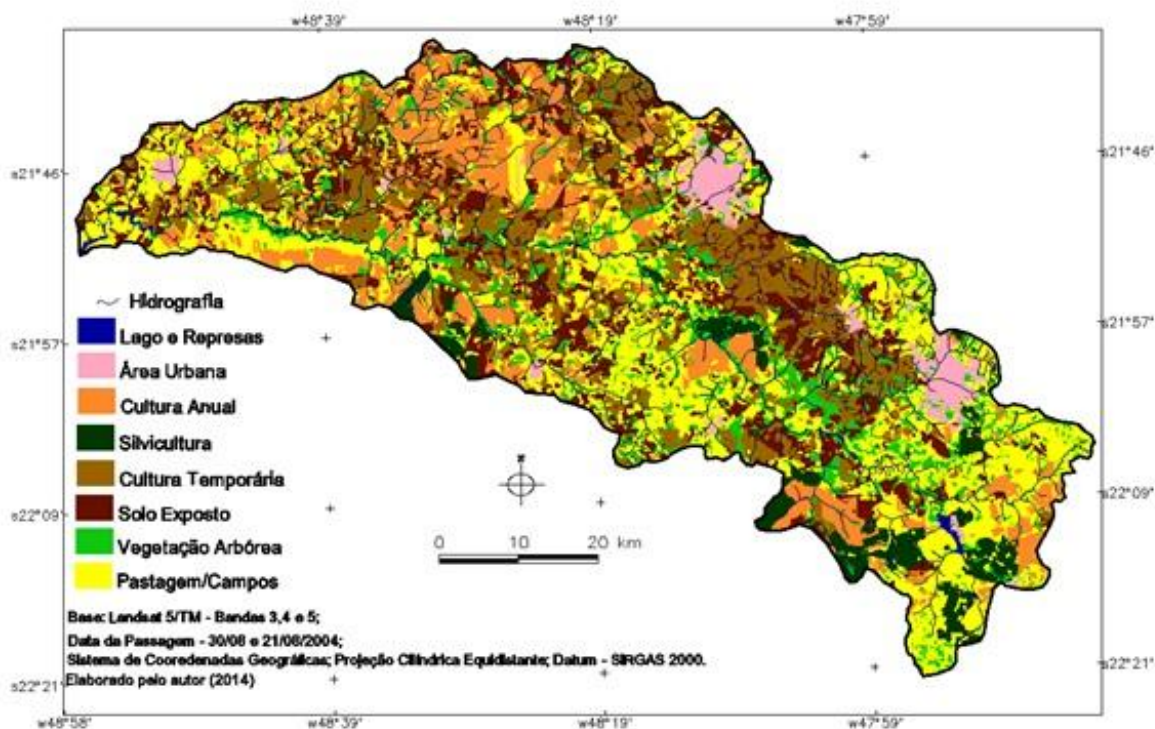 w48°39' w48°19' w47°59'
s21°46' s21°46'
Hidrografia
Lago e Represas
s21°57' s21°57'
Área Urbana
Cultura Anual
Silvicultura
Cultura Temporária
Solo Exposto
s22°09' s22°09'
Vegetação Arbórea
Pastagem/Campos
0 10 20 km
Base: Landsat 5/TM - Bandas 3,4 e 5;
Data da Passagem - 30/08 e 21/08/2004;
Sistema de Cooredenadas Geográficas; Projeção Cilíndrica Equidistante; Datum - SIRGAS 2000.
Elaborado pelo autor (2014)
s22°21' s22°21'
w48°58' w48°39' w48°19' w47°59'